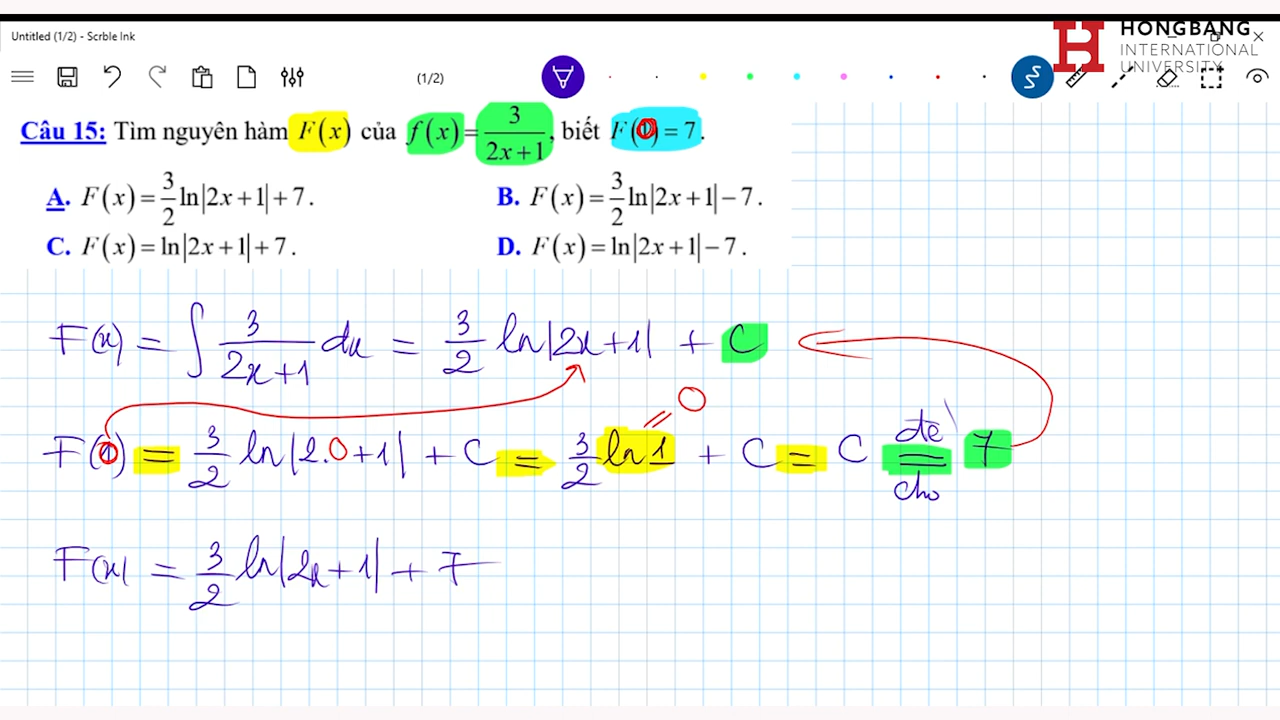 Untitled (1/2) - Scrble Ink
HONGBANG
INTERNATIONAL
UNIVERSITY
(1/2)
Câu 15: Tìm nguyên hàm F(x) của f(x) = 3/(2x+1), biết F(0) = 7.
A. F(x) = 3/2 ln|2x+1| + 7.
B. F(x) = 3/2 ln|2x+1| − 7.
C. F(x) = ln|2x+1| + 7.
D. F(x) = ln|2x+1| − 7.
F(x) = ∫ 3/(2x+1) dx = 3/2 ln|2x+1| + C
= 0
F(0) = 3/2 ln|2.0+1| + C = 3/2 ln 1 + C = C đề cho = 7
F(x) = 3/2 ln|2x+1| + 7